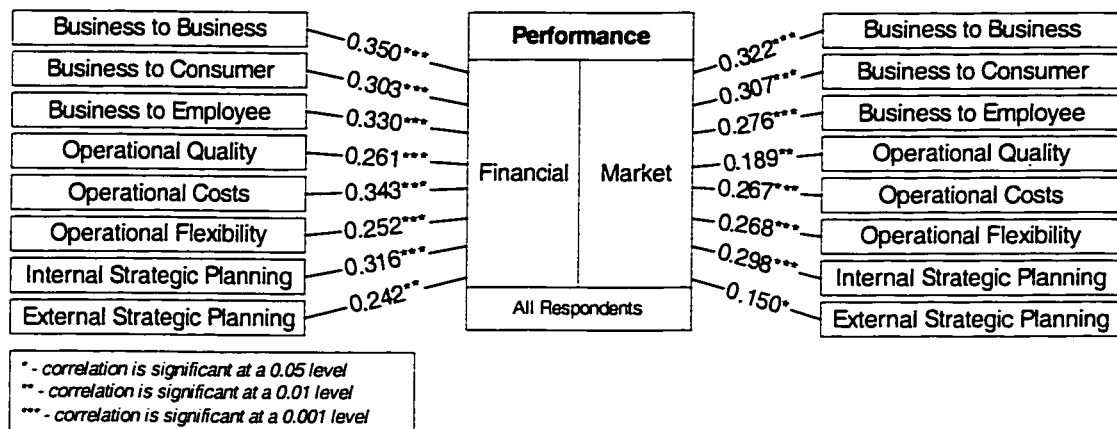 Business to Business
Business to Consumer
Business to Employee
Operational Quality
Operational Costs
Operational Flexibility
Internal Strategic Planning
External Strategic Planning
0.350***
0.303***
0.330***
0.261***
0.343***
0.252***
0.316***
0.242**
Performance
Financial
Market
All Respondents
0.322***
0.307***
0.276***
0.189**
0.267***
0.268***
0.298***
0.150*
Business to Business
Business to Consumer
Business to Employee
Operational Quality
Operational Costs
Operational Flexibility
Internal Strategic Planning
External Strategic Planning
* - correlation is significant at a 0.05 level
** - correlation is significant at a 0.01 level
*** - correlation is significant at a 0.001 level